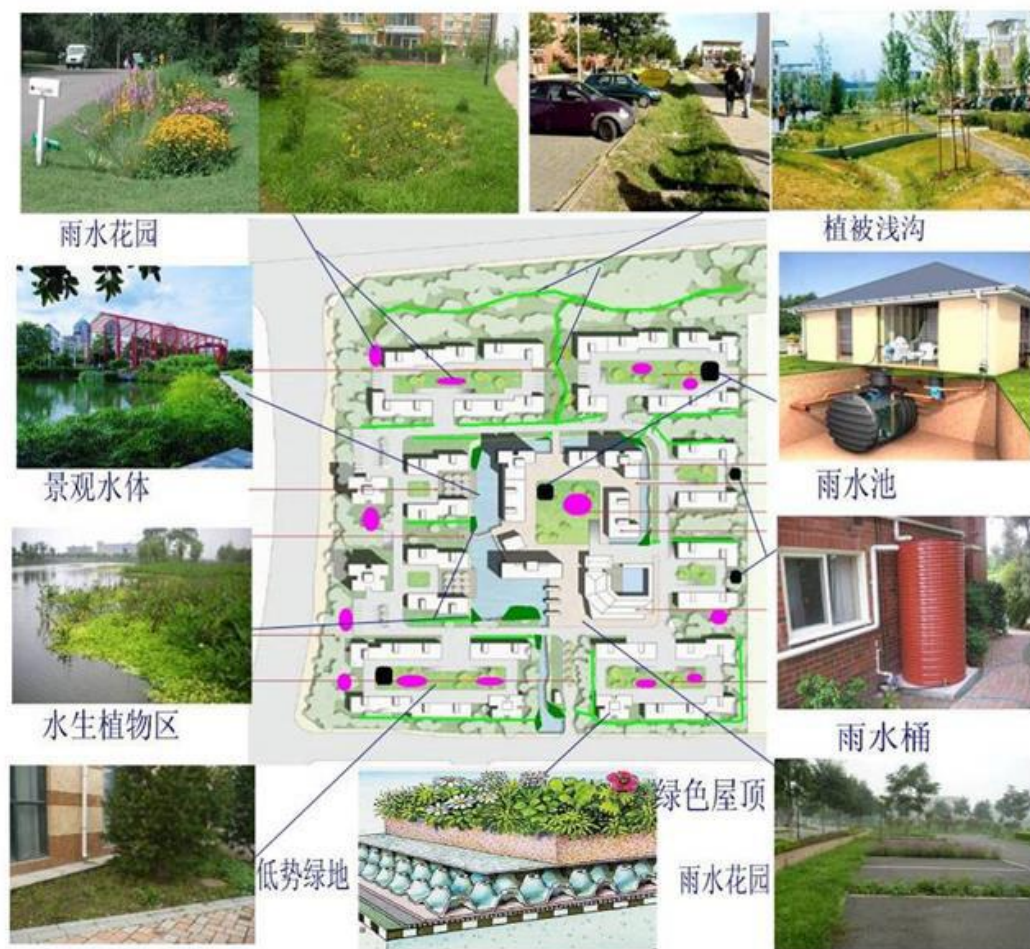 雨水花园
植被浅沟
景观水体
雨水池
水生植物区
雨水桶
绿色屋顶
低势绿地
雨水花园